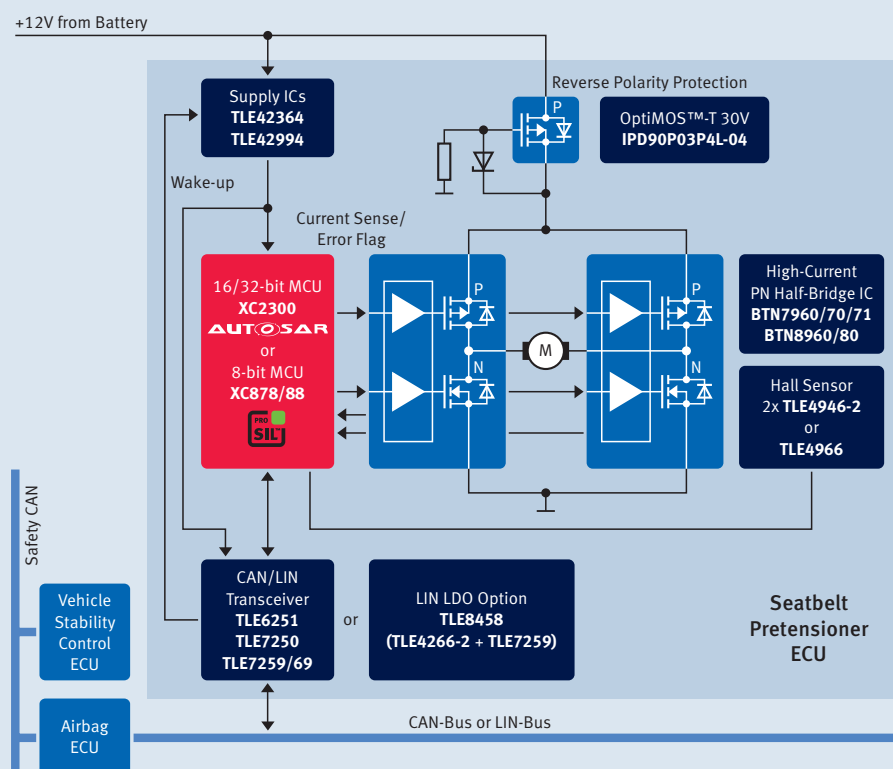 +12V from Battery
Supply ICs
TLE42364
TLE42994
Reverse Polarity Protection
P
OptiMOS™-T 30V
IPD90P03P4L-04
Wake-up
Current Sense/
Error Flag
16/32-bit MCU
XC2300
AUTOSAR
or
8-bit MCU
XC878/88
PRO
SIL™
P
N
M
P
N
High-Current
PN Half-Bridge IC
BTN7960/70/71
BTN8960/80
Hall Sensor
2x TLE4946-2
or
TLE4966
Safety CAN
Vehicle
Stability
Control
ECU
CAN/LIN
Transceiver
TLE6251
TLE7250
TLE7259/69
or
LIN LDO Option
TLE8458
(TLE4266-2 + TLE7259)
Seatbelt
Pretensioner
ECU
Airbag
ECU
CAN-Bus or LIN-Bus